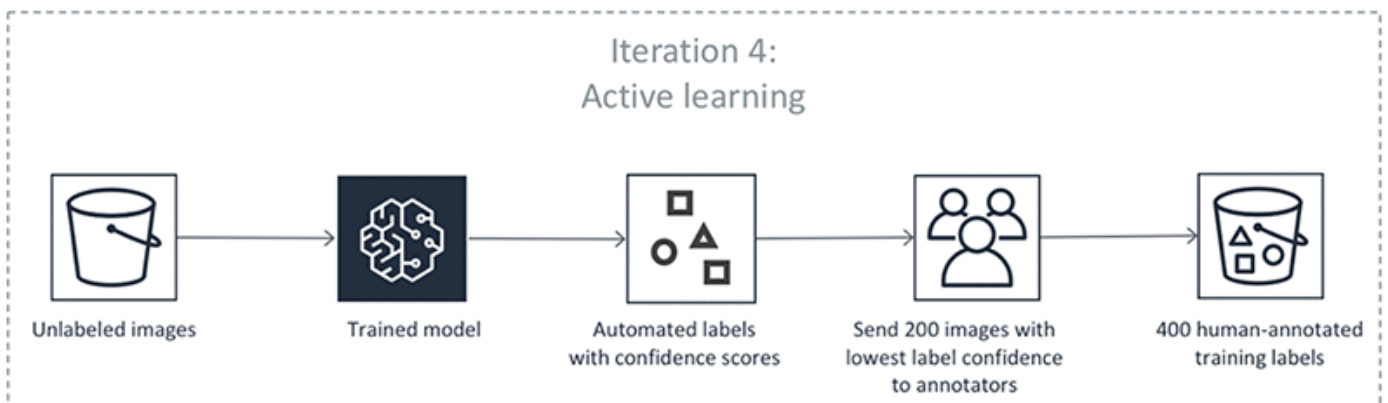 Iteration 4:
Active learning
Unlabeled images
Trained model
Automated labels
with confidence scores
Send 200 images with
lowest label confidence
to annotators
400 human-annotated
training labels